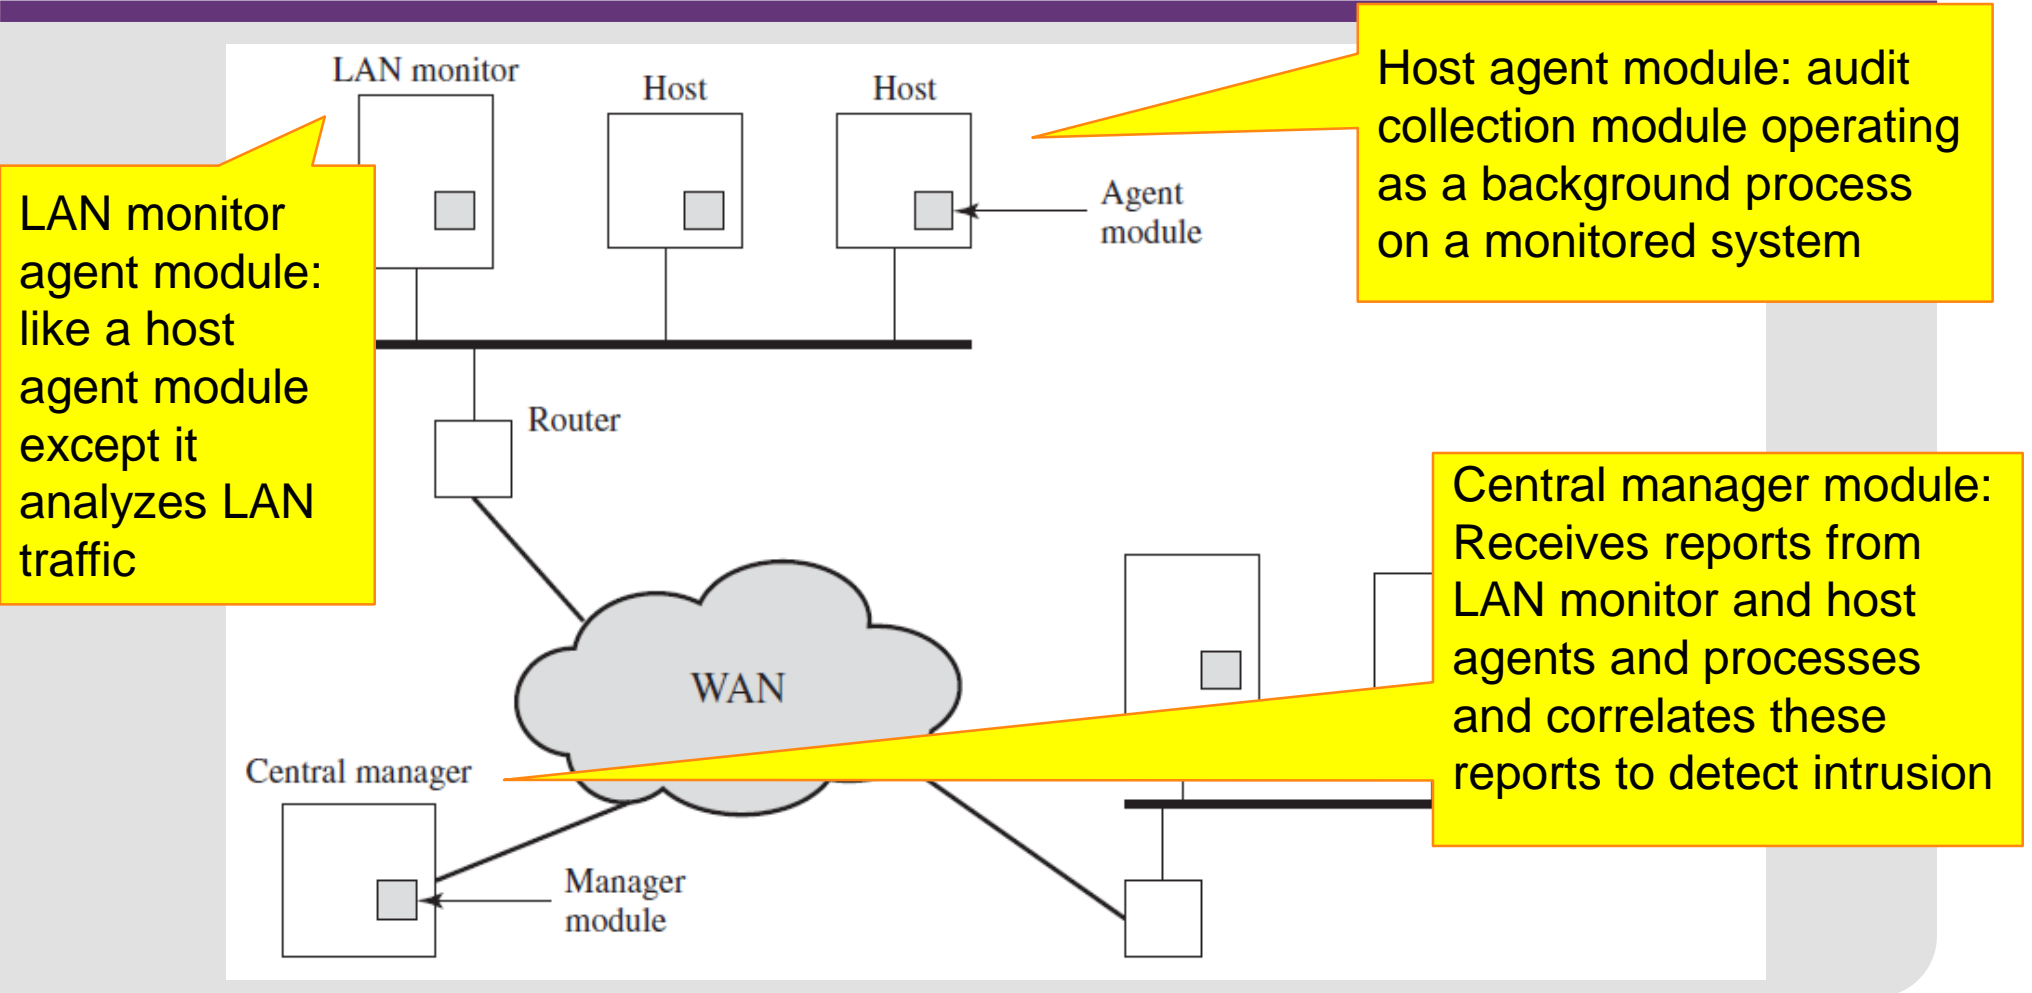 LAN monitor
Host
Host
Agent
module
Host agent module: audit
collection module operating
as a background process
on a monitored system
LAN monitor
agent module:
like a host
agent module
except it
analyzes LAN
traffic
Router
WAN
Central manager module:
Receives reports from
LAN monitor and host
agents and processes
and correlates these
reports to detect intrusion
Central manager
Manager
module